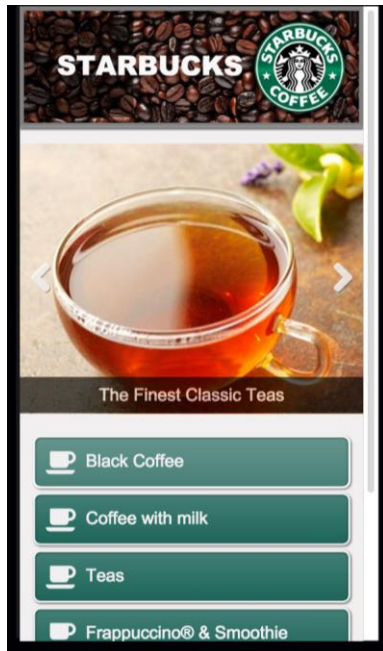 STARBUCKS
STARBUCKS
COFFEE
The Finest Classic Teas
Black Coffee
Coffee with milk
Teas
Frappuccino® & Smoothie